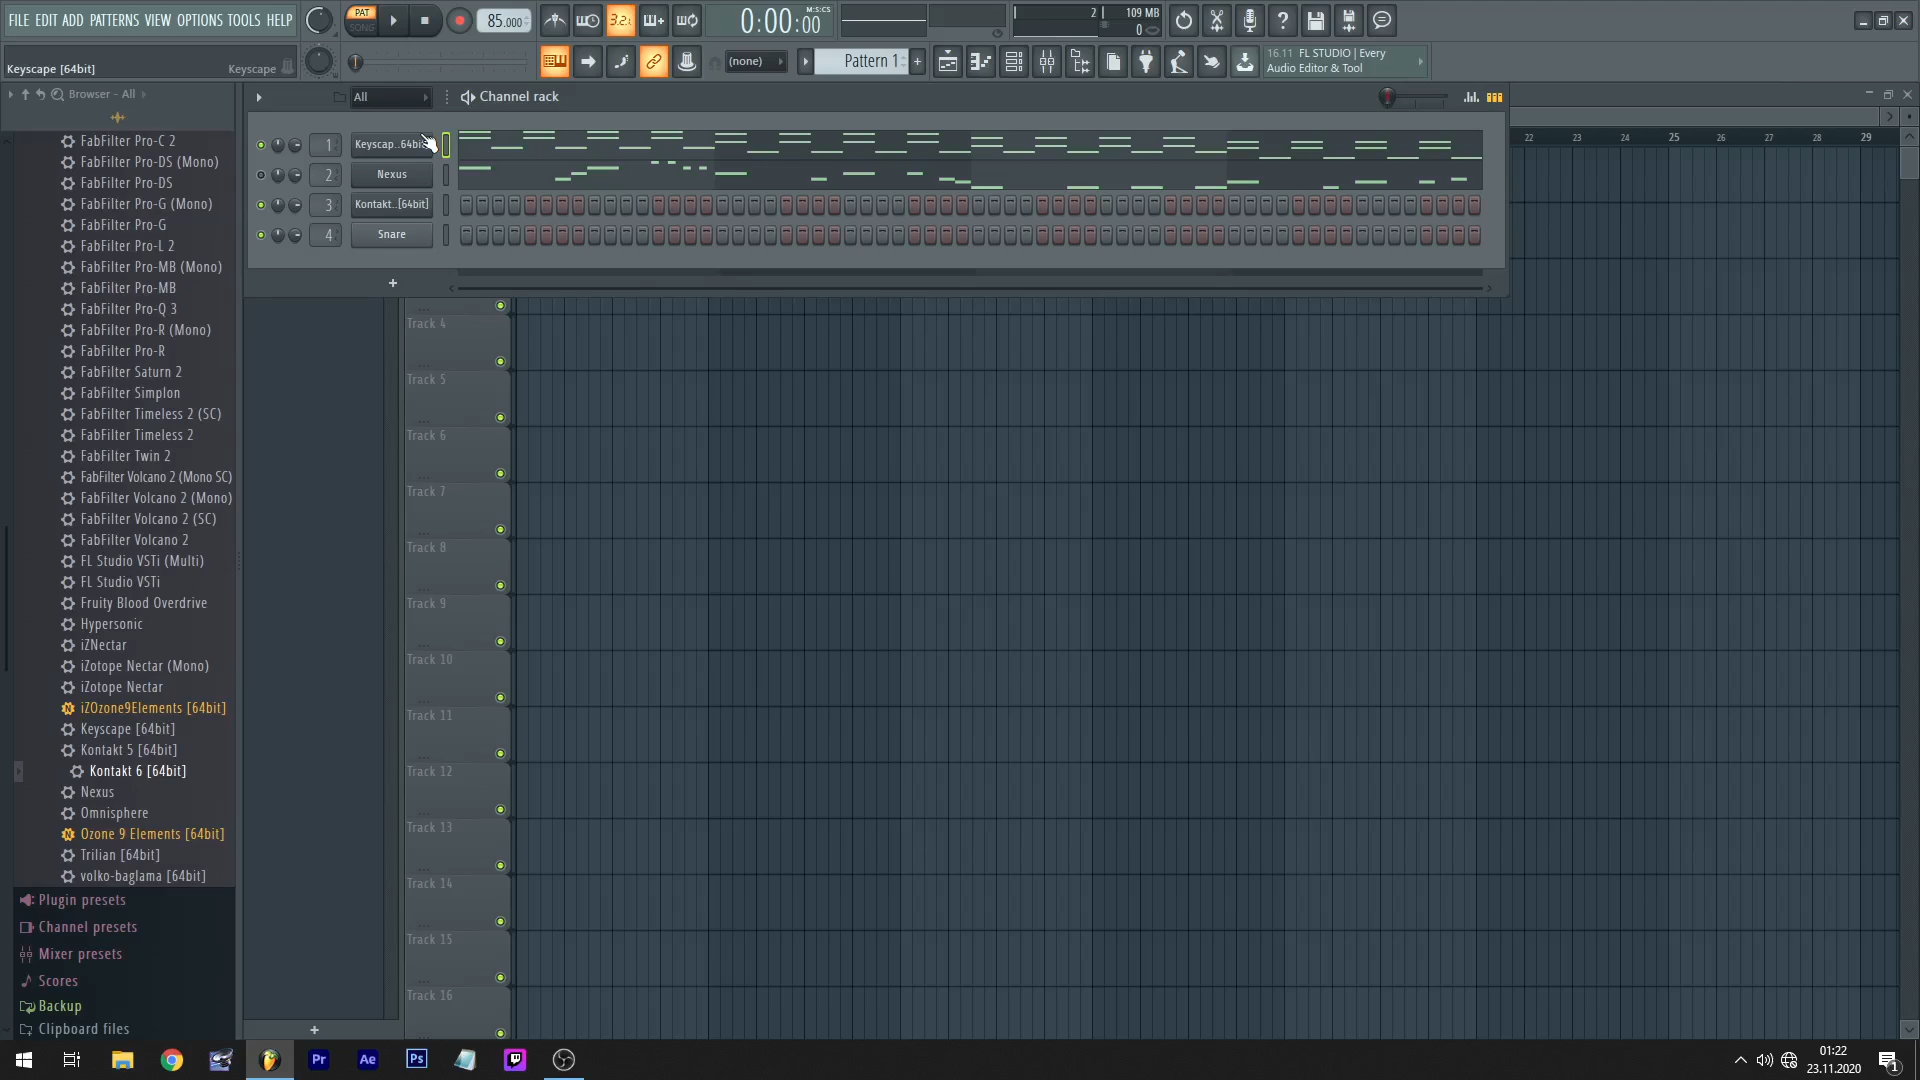 FILE EDIT ADD PATTERNS VIEW OPTIONS TOOLS HELP
PAT
SONG
85.000
3.2.
0:00:00
M:S:CS
2
109 MB
0
Keyscape [64bit]
Keyscape
(none)
Pattern 1
+
16.11 FL STUDIO | Every
Audio Editor & Tool
Browser - All
All
Channel rack
1
Keyscap..64bit]
2
Nexus
3
Kontakt..[64bit]
4
Snare
+
22
23
24
25
26
27
28
29
FabFilter Pro-C 2
FabFilter Pro-DS (Mono)
FabFilter Pro-DS
FabFilter Pro-G (Mono)
FabFilter Pro-G
FabFilter Pro-L 2
FabFilter Pro-MB (Mono)
FabFilter Pro-MB
FabFilter Pro-Q 3
FabFilter Pro-R (Mono)
FabFilter Pro-R
FabFilter Saturn 2
FabFilter Simplon
FabFilter Timeless 2 (SC)
FabFilter Timeless 2
FabFilter Twin 2
FabFilter Volcano 2 (Mono SC)
FabFilter Volcano 2 (Mono)
FabFilter Volcano 2 (SC)
FabFilter Volcano 2
FL Studio VSTi (Multi)
FL Studio VSTi
Fruity Blood Overdrive
Hypersonic
iZNectar
iZotope Nectar (Mono)
iZotope Nectar
iZOzone9Elements [64bit]
Keyscape [64bit]
Kontakt 5 [64bit]
Kontakt 6 [64bit]
Nexus
Omnisphere
Ozone 9 Elements [64bit]
Trilian [64bit]
volko-baglama [64bit]
Plugin presets
Channel presets
Mixer presets
Scores
Backup
Clipboard files
Track 4
Track 5
Track 6
Track 7
Track 8
Track 9
Track 10
Track 11
Track 12
Track 13
Track 14
Track 15
Track 16
+
Pr
Ae
Ps
01:22
23.11.2020
1